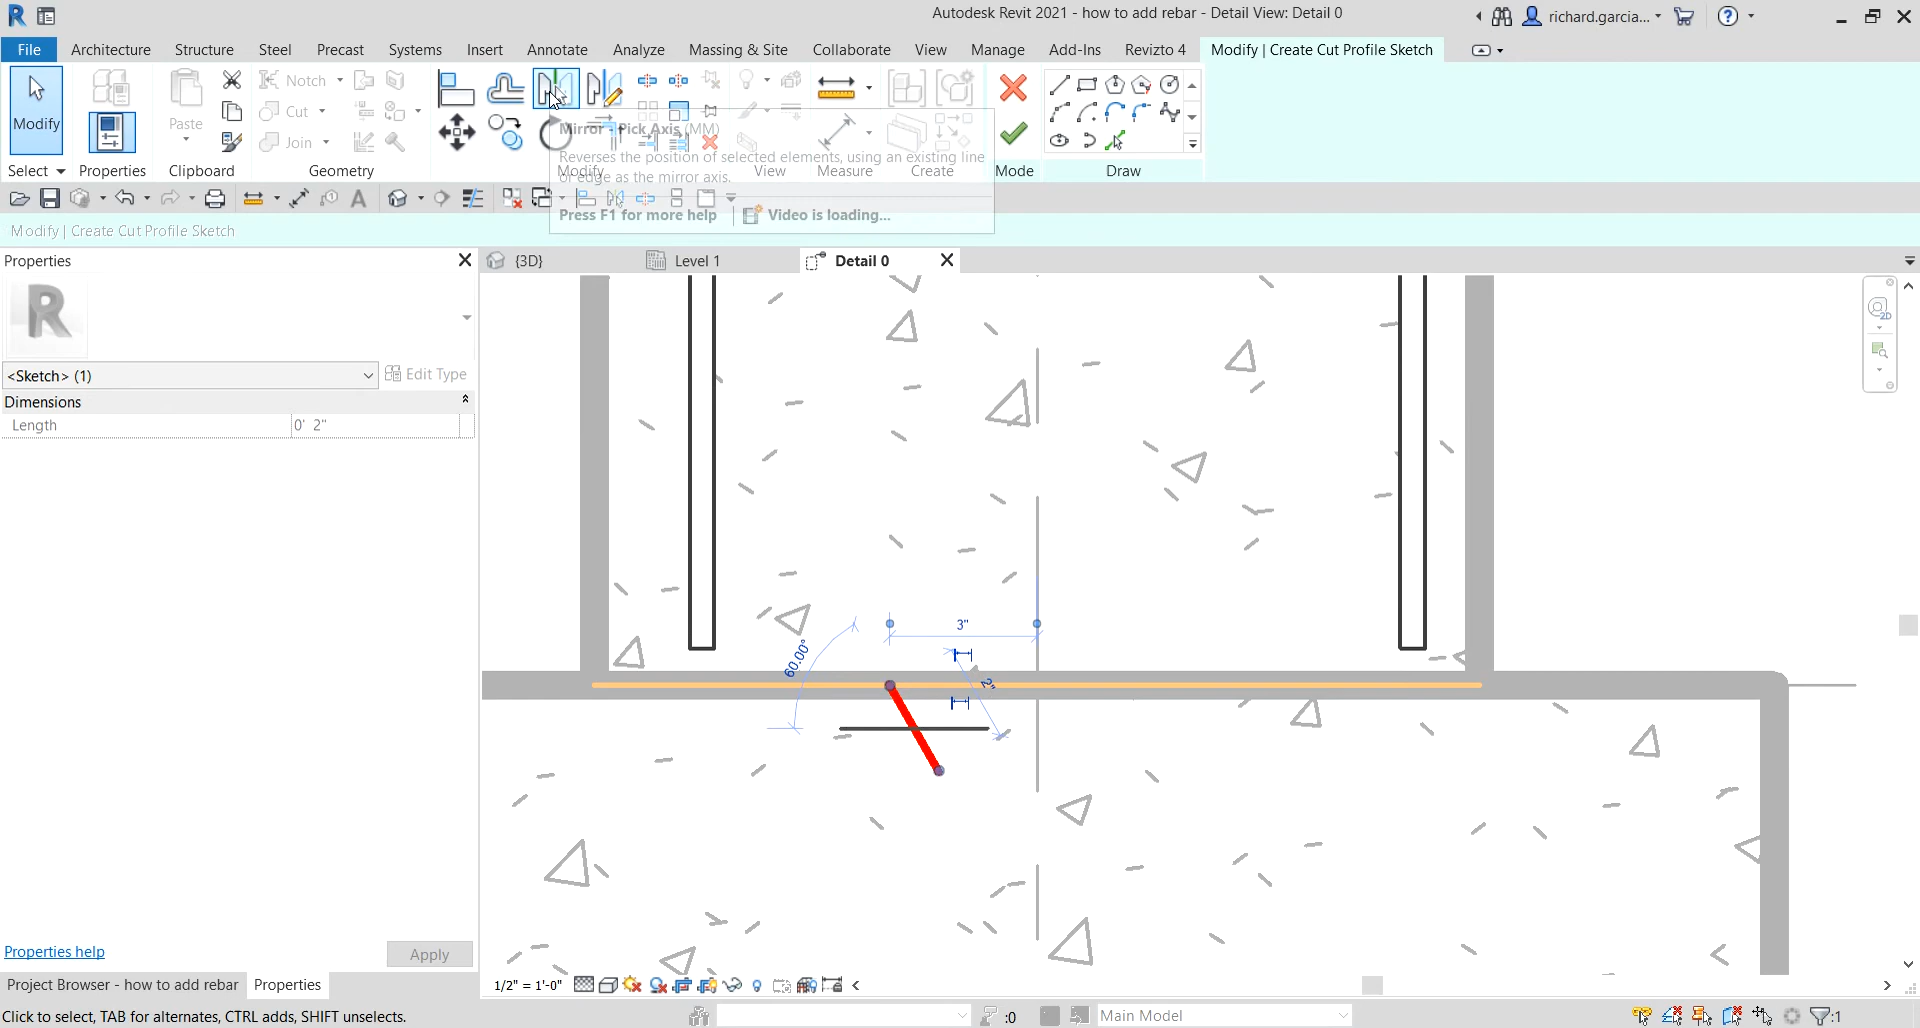 Autodesk Revit 2021 - how to add rebar - Detail View: Detail 0
richard.garcia...
File Architecture Structure Steel Precast Systems Insert Annotate Analyze Massing & Site Collaborate View Manage Add-Ins Revizto 4 Modify | Create Cut Profile Sketch
Modify
Paste
Notch
Cut
Join
Mirror - Pick Axis (MM)
Reverses the position of selected elements, using an existing line
or edge as the mirror axis.
Press F1 for more help
Video is loading...
Select Properties Clipboard Geometry Modify View Measure Create Mode Draw
Modify | Create Cut Profile Sketch
Properties
{3D} Level 1 Detail 0
R
<Sketch> (1)
Edit Type
Dimensions
Length 0' 2"
3"
60.00°
2"
Properties help
Apply
Project Browser - how to add rebar Properties
1/2" = 1'-0"
Click to select, TAB for alternates, CTRL adds, SHIFT unselects.
:0
Main Model
:1
2D